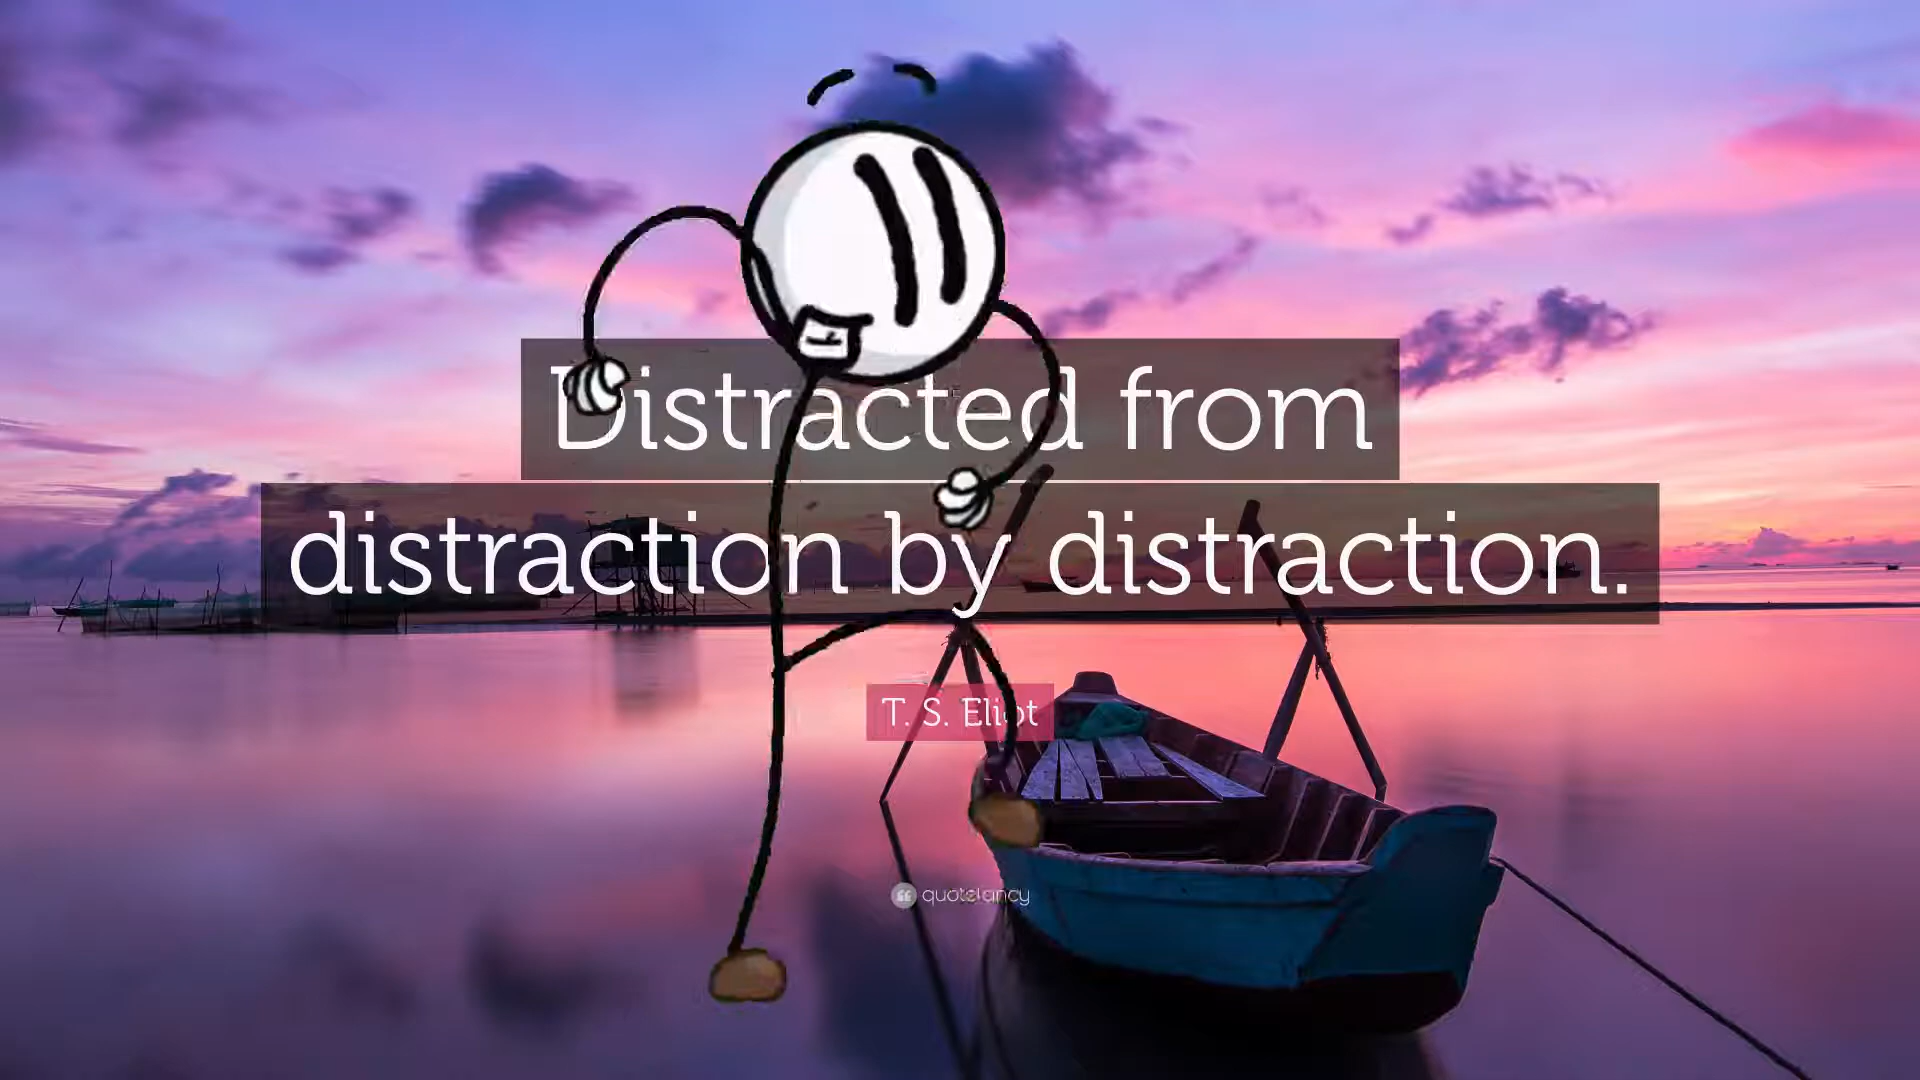 Distracted from
distraction by distraction.
T. S. Eliot
quotefancy